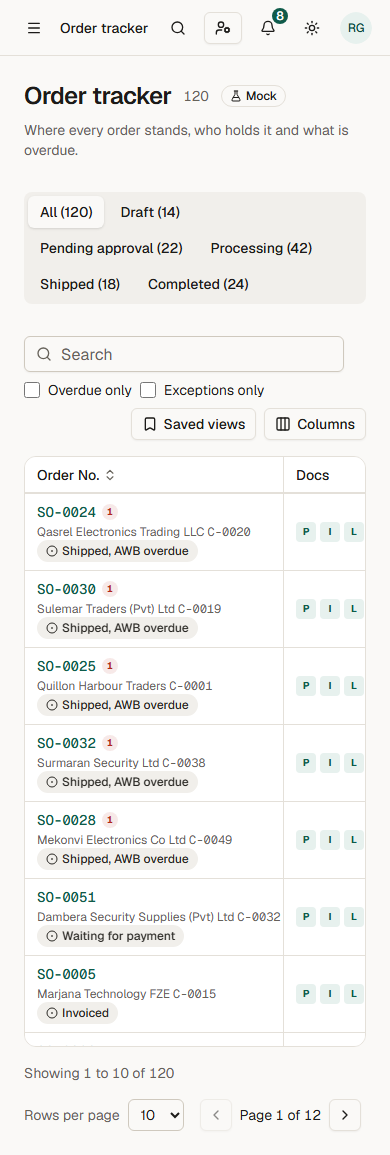 Order tracker
8
RG
Order tracker 120 Mock
Where every order stands, who holds it and what is
overdue.
All (120) Draft (14)
Pending approval (22) Processing (42)
Shipped (18) Completed (24)
Search
Overdue only Exceptions only
Saved views Columns
Order No. Docs
SO-0024 1
Qasrel Electronics Trading LLC C-0020
Shipped, AWB overdue
P I L
SO-0030 1
Sulemar Traders (Pvt) Ltd C-0019
Shipped, AWB overdue
P I L
SO-0025 1
Quillon Harbour Traders C-0001
Shipped, AWB overdue
P I L
SO-0032 1
Surmaran Security Ltd C-0038
Shipped, AWB overdue
P I L
SO-0028 1
Mekonvi Electronics Co Ltd C-0049
Shipped, AWB overdue
P I L
SO-0051
Dambera Security Supplies (Pvt) Ltd C-0032
Waiting for payment
P I L
SO-0005
Marjana Technology FZE C-0015
Invoiced
P I L
Showing 1 to 10 of 120
Rows per page 10 Page 1 of 12